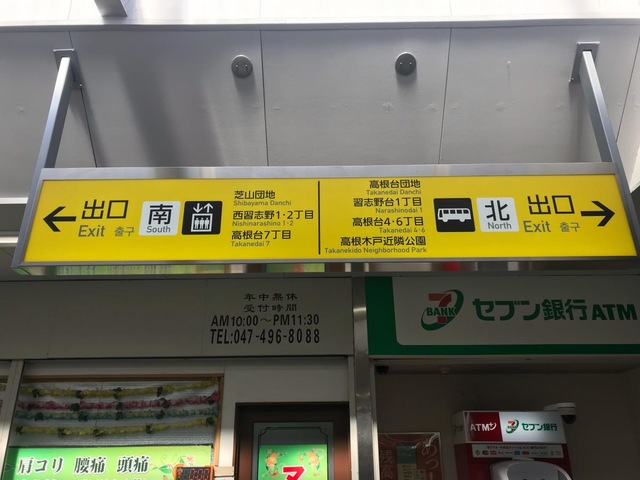 ← 出口 南
Exit 출구 South
芝山団地
Shibayama Danchi
西習志野1・2丁目
Nishinarashino 1・2
高根台7丁目
Takanedai 7
高根台団地
Takanedai Danchi
習志野台1丁目
Narashinodai 1
高根台4・6丁目
Takanedai 4・6
高根木戸近隣公園
Takanekido Neighborhood Park
北 出口 →
North Exit 출구
年中無休
受付時間
AM10:00～PM11:30
TEL:047-496-8088
7 BANK セブン銀行 ATM
ATM セブン銀行
肩コリ 腰痛 頭痛